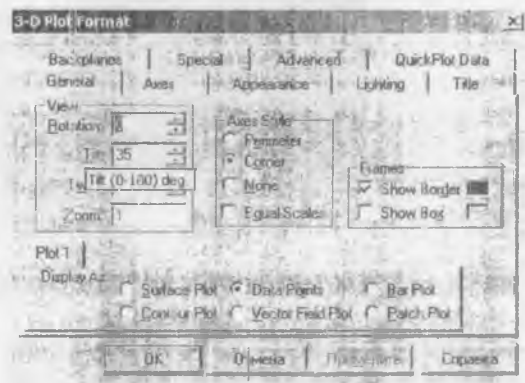 3-D Plot Format
Backplanes Special Advanced QuickPlot Data
General Axes Appearance Lighting Title
View
Rotation:
Tilt: 35
Tilt (0-180) deg
Zoom: 1
Axes Style
Perimeter
Corner
None
Equal Scales
Frames
Show Border
Show Box
Plot 1
Display As:
Surface Plot Data Points Bar Plot
Contour Plot Vector Field Plot Patch Plot
OK Отмена Справка